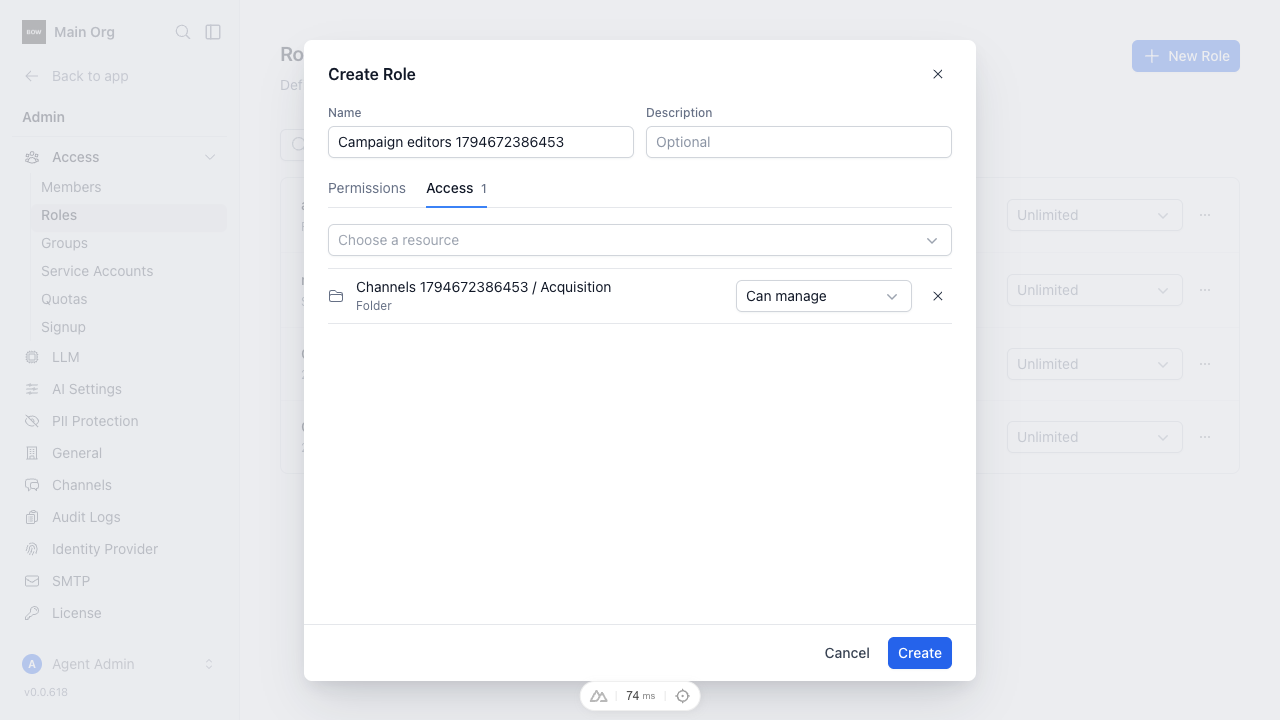 Main Org
Back to app
Admin
Access
Members
Roles
Groups
Service Accounts
Quotas
Signup
LLM
AI Settings
PII Protection
General
Channels
Audit Logs
Identity Provider
SMTP
License
A Agent Admin
v0.0.618
New Role
Unlimited
Unlimited
Unlimited
Unlimited
Create Role
Name
Description
Campaign editors 1794672386453
Optional
Permissions
Access 1
Choose a resource
Channels 1794672386453 / Acquisition
Folder
Can manage
Cancel
Create
74 ms